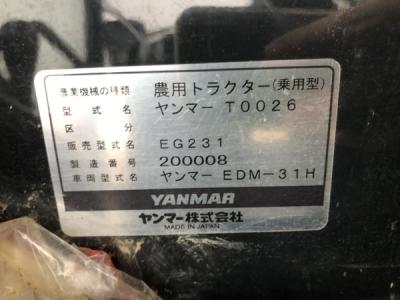 農業機械の種類 農用トラクター(乗用型)
型式名 ヤンマー T0026
区分
販売型式名 EG231
製造番号 200008
車両型式名 ヤンマー EDM-31H
YANMAR
ヤンマー株式会社
MADE IN JAPAN